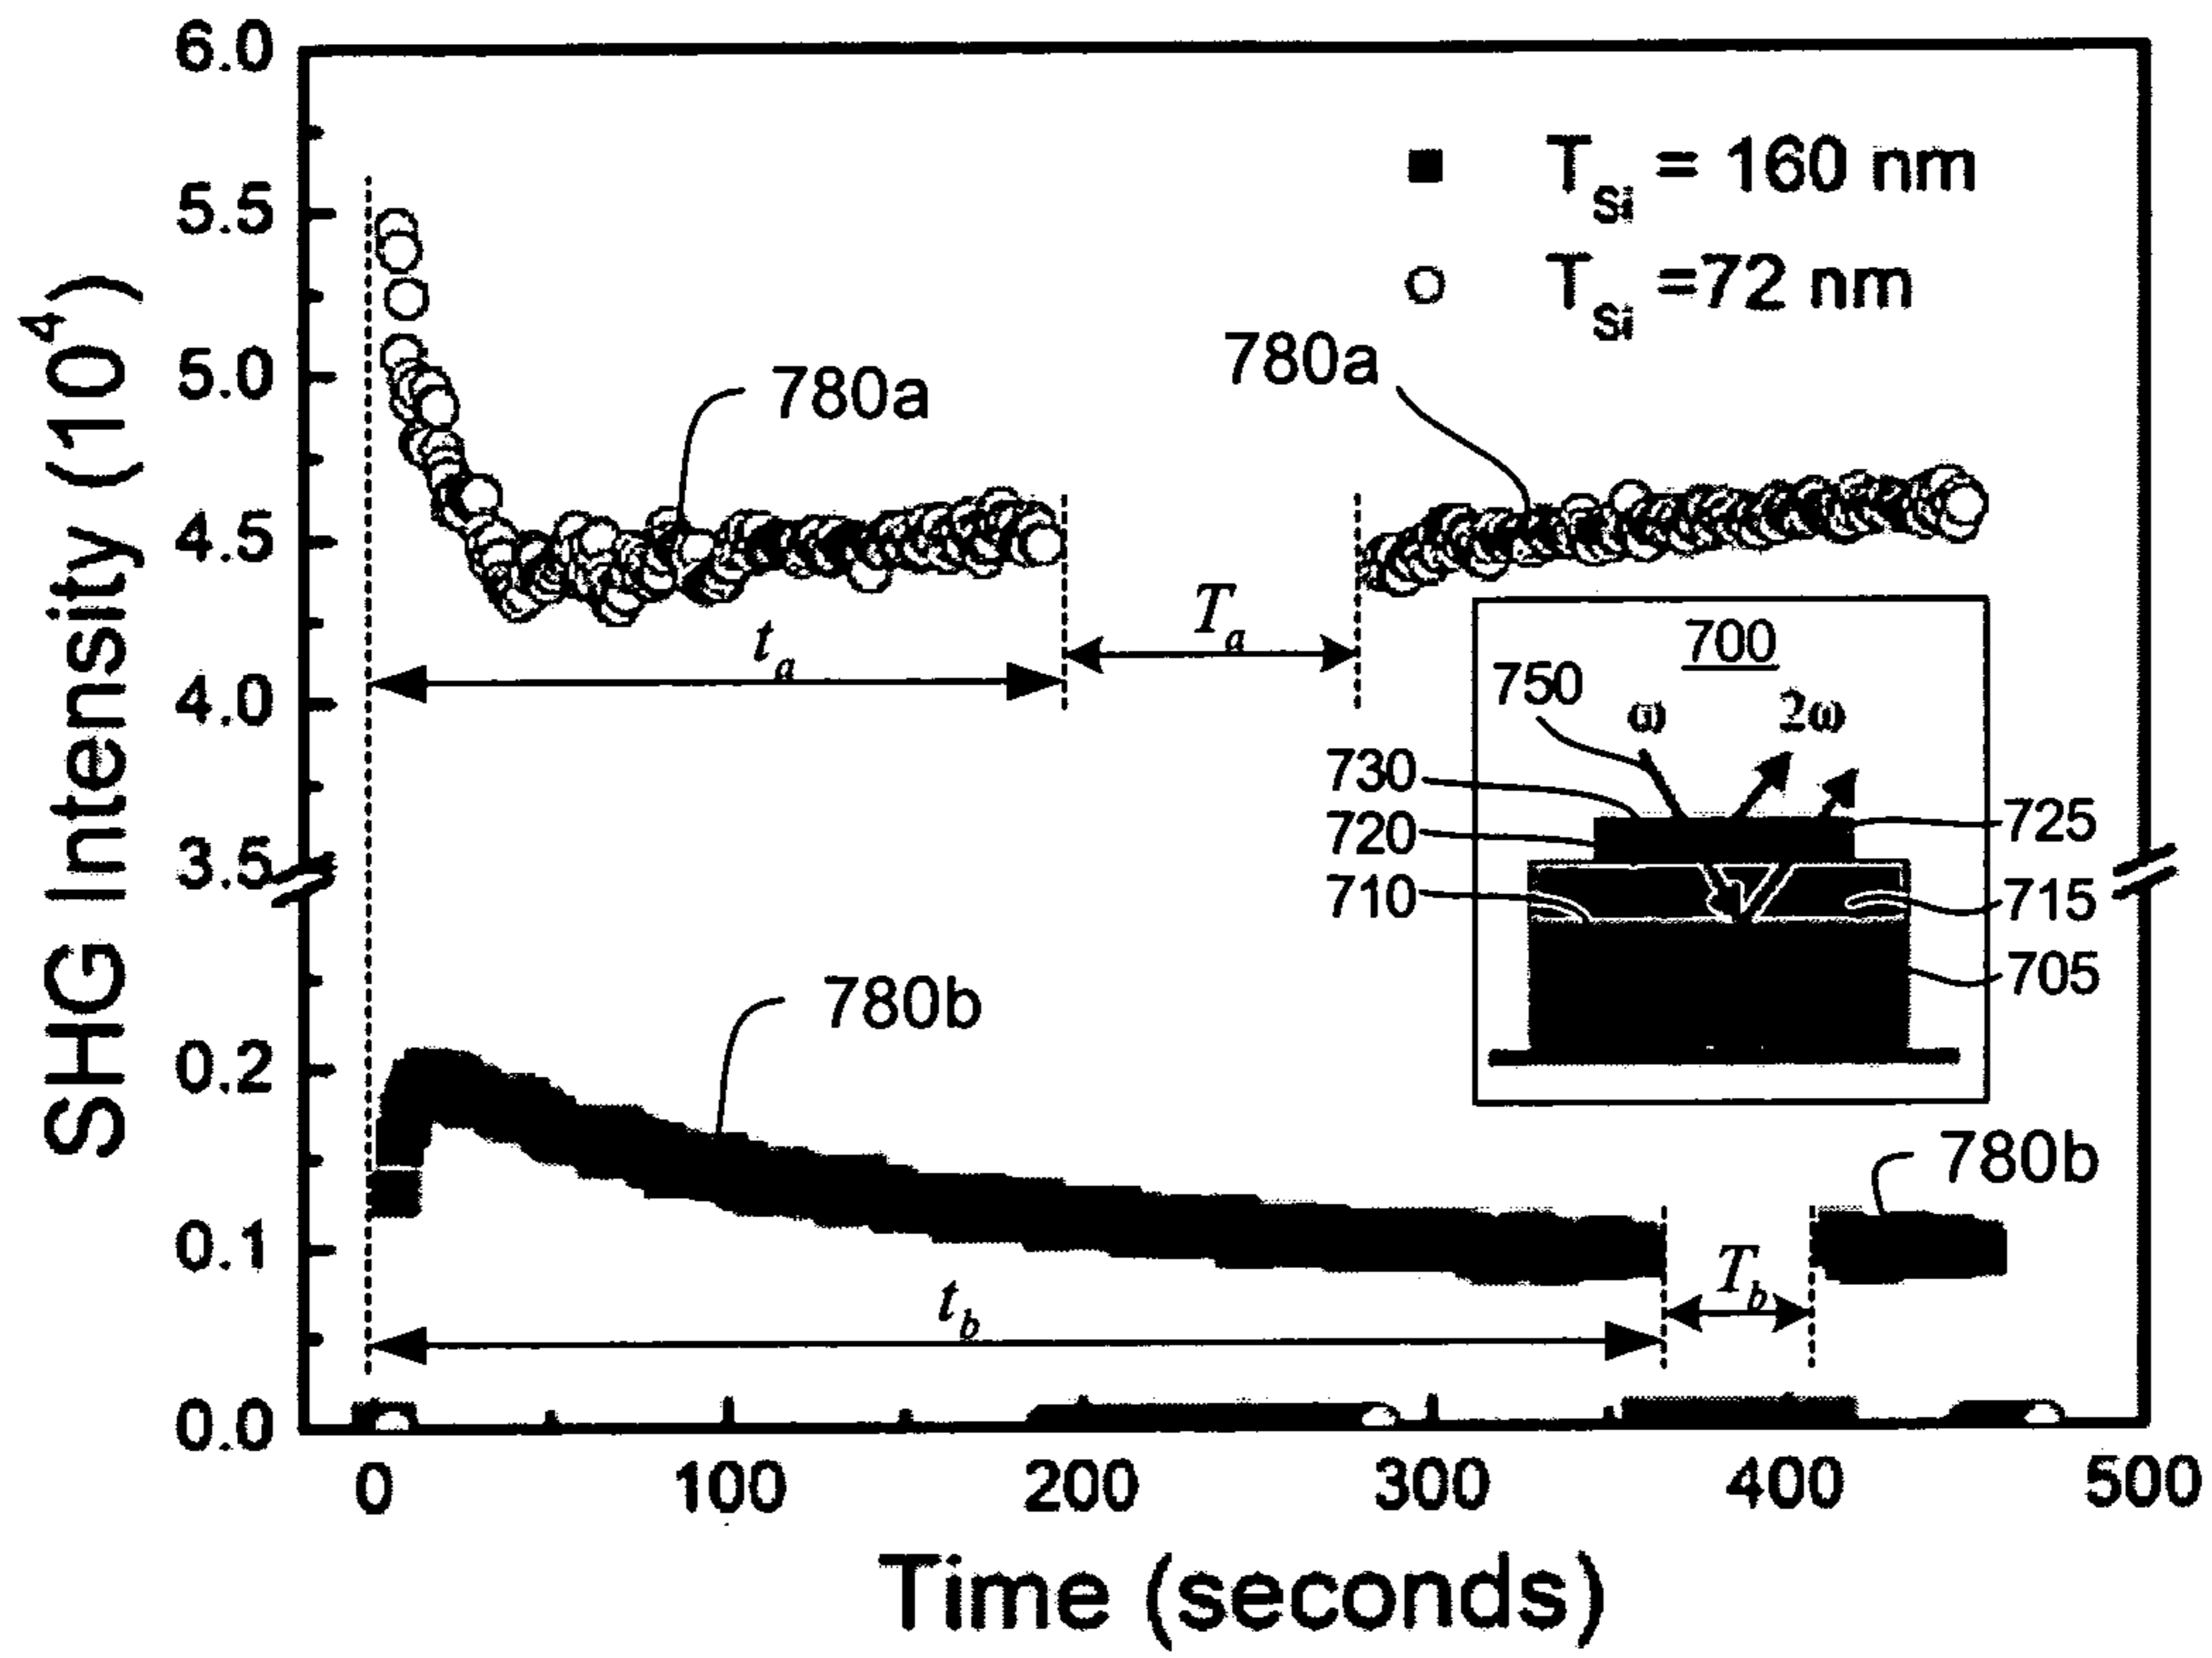 SHG Intensity (10⁴)
6.0
5.5
5.0
4.5
4.0
3.5
0.2
0.1
0.0
■ T_Si = 160 nm
○ T_Si =72 nm
780a
780a
t_a
T_a
700
750
ω
2ω
730
720
710
725
715
705
780b
780b
t_b
T_b
0 100 200 300 400 500
Time (seconds)